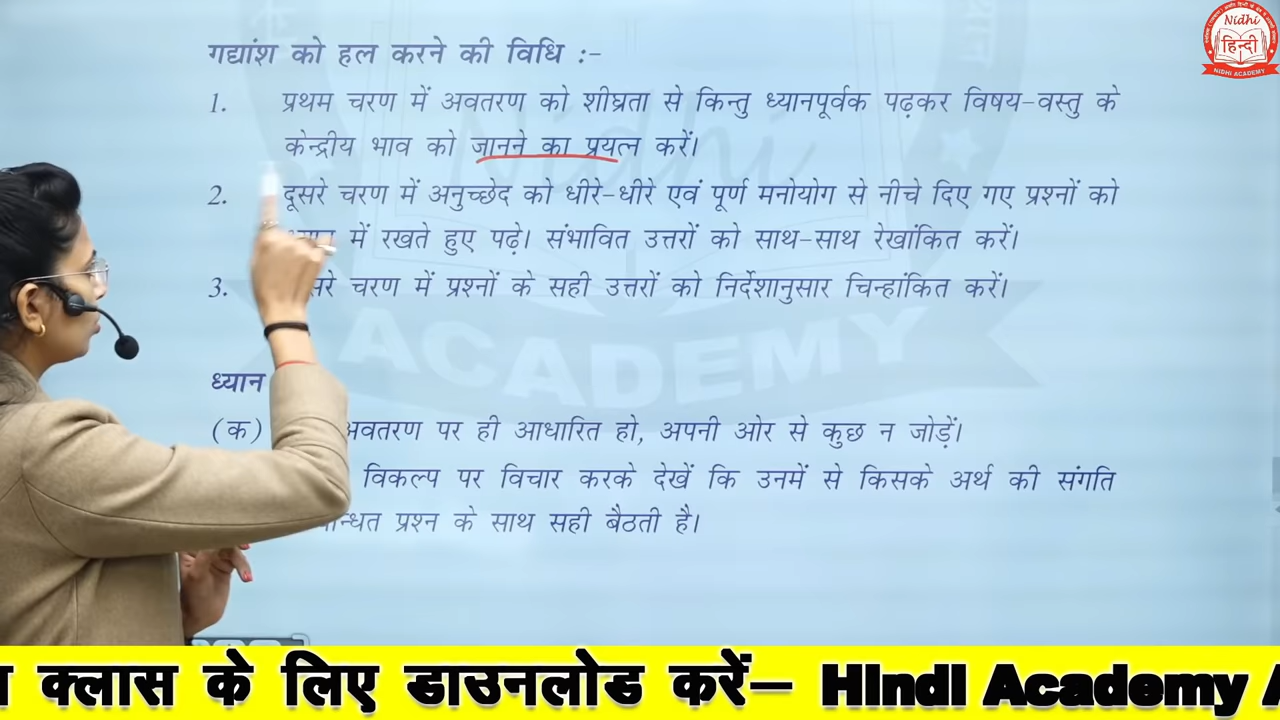 गद्यांश को हल करने की विधि :-
1. प्रथम चरण में अवतरण को शीघ्रता से किन्तु ध्यानपूर्वक पढ़कर विषय-वस्तु के
केन्द्रीय भाव को जानने का प्रयत्न करें।
2. दूसरे चरण में अनुच्छेद को धीरे-धीरे एवं पूर्ण मनोयोग से नीचे दिए गए प्रश्नों को
में रखते हुए पढ़े। संभावित उत्तरों को साथ-साथ रेखांकित करें।
3. चरण में प्रश्नों के सही उत्तरों को निर्देशानुसार चिन्हांकित करें।
ध्यान
(क) अवतरण पर ही आधारित हो, अपनी ओर से कुछ न जोड़ें।
विकल्प पर विचार करके देखें कि उनमें से किसके अर्थ की संगति
प्रश्न के साथ सही बैठती है।
Nidhi
हिन्दी
NIDHI ACADEMY
Nidhi
ACADEMY
क्लास के लिए डाउनलोड करें– Hindi Academy